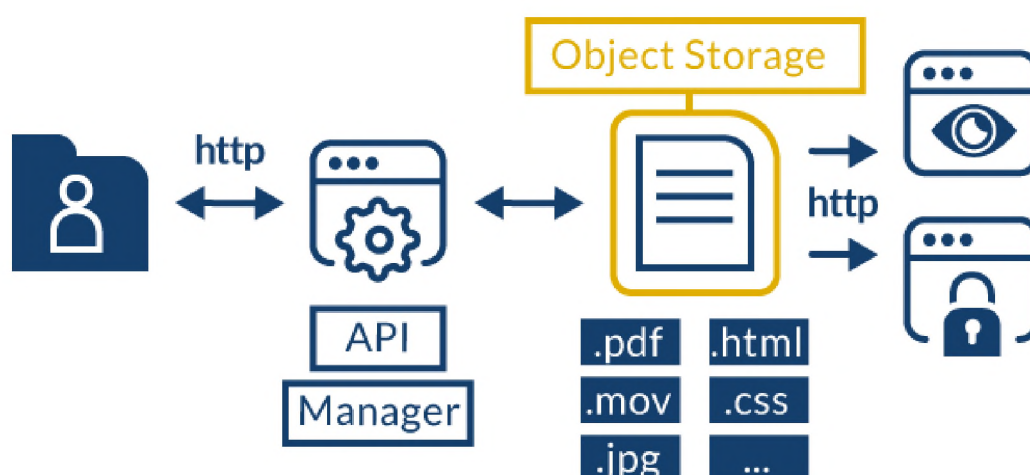 Object Storage
http
http
API
Manager
.pdf
.html
.mov
.css
.jpg
...